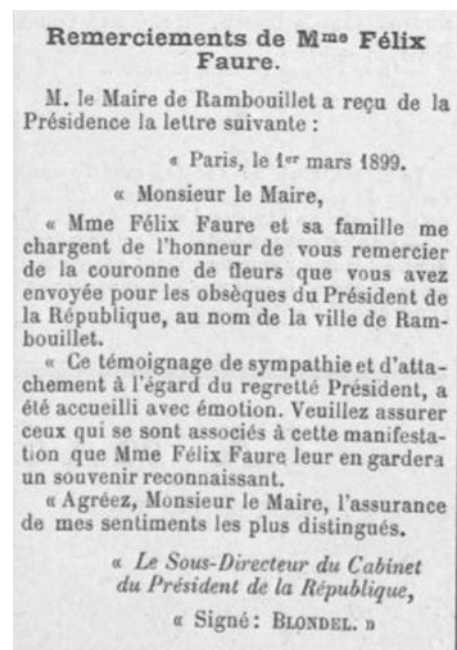 Remerciements de Mme Félix
Faure.
M. le Maire de Rambouillet a reçu de la
Présidence la lettre suivante :
« Paris, le 1er mars 1899.
« Monsieur le Maire,
« Mme Félix Faure et sa famille me
chargent de l'honneur de vous remercier
de la couronne de fleurs que vous avez
envoyée pour les obsèques du Président de
la République, au nom de la ville de Ram-
bouillet.
« Ce témoignage de sympathie et d'atta-
chement à l'égard du regretté Président, a
été accueilli avec émotion. Veuillez assurer
ceux qui se sont associés à cette manifesta-
tion que Mme Félix Faure leur en gardera
un souvenir reconnaissant.
« Agréez, Monsieur le Maire, l'assurance
de mes sentiments les plus distingués.
« Le Sous-Directeur du Cabinet
du Président de la République,
« Signé : BLONDEL. »